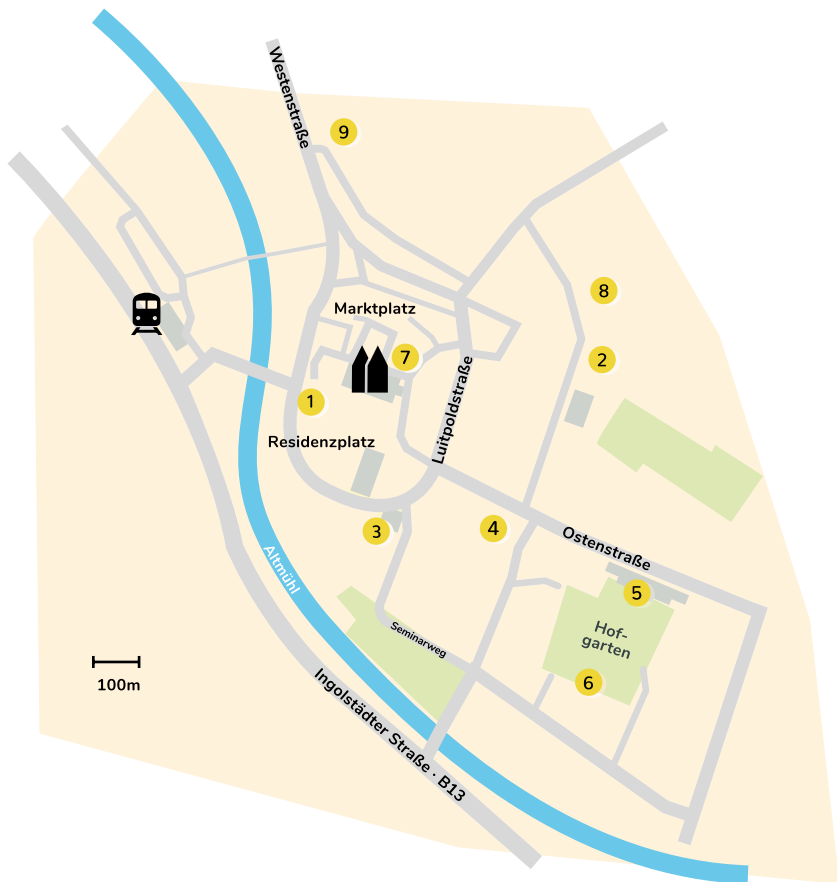 Westenstraße
9
8
Marktplatz
7
2
1
Luitpoldstraße
Residenzplatz
3
4
Ostenstraße
Altmühl
5
Hof-
garten
Seminarweg
100m
6
Ingolstädter Straße · B13